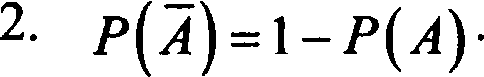 2. P(A̅) = 1 − P(A).